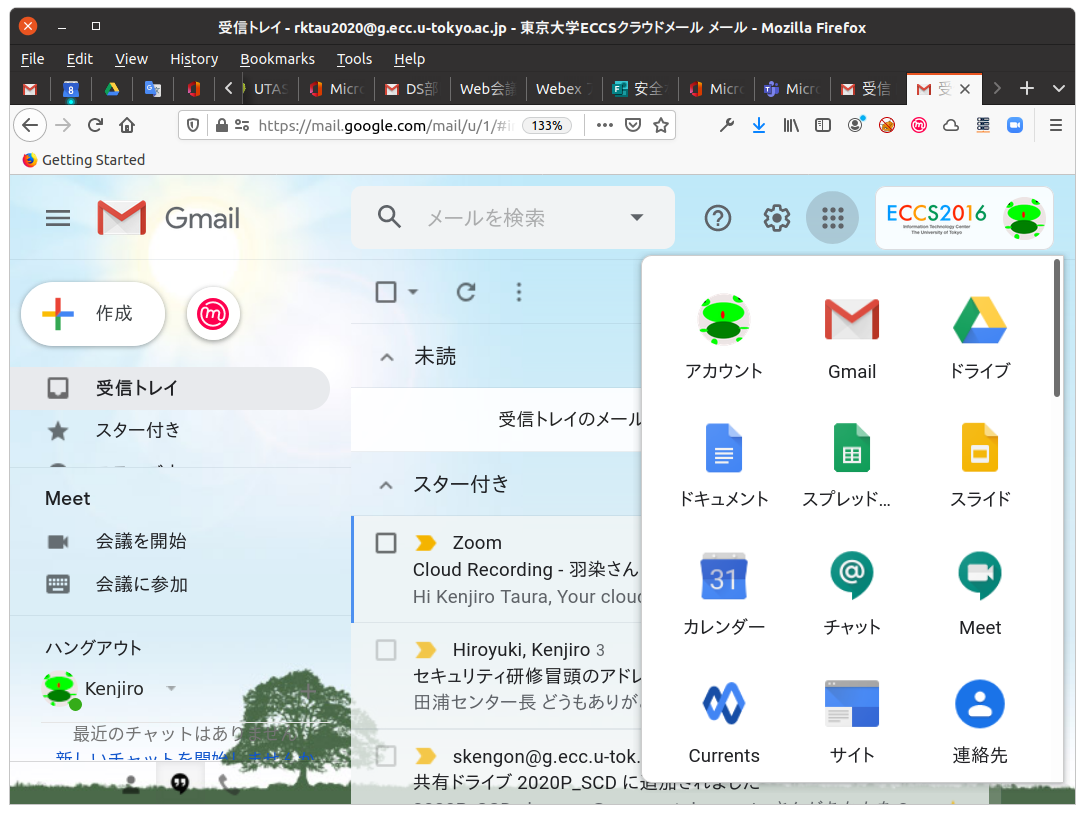 受信トレイ - rktau2020@g.ecc.u-tokyo.ac.jp - 東京大学ECCSクラウドメール メール - Mozilla Firefox
File Edit View History Bookmarks Tools Help
8 UTAS Micro DS部 Web会議 Webex 安全 Micro Micro 受信 受
https://mail.google.com/mail/u/1/#in 133%
Getting Started
Gmail
メールを検索
ECCS2016
Information Technology Center
The University of Tokyo
作成
受信トレイ
スター付き
Meet
会議を開始
会議に参加
ハングアウト
Kenjiro
最近のチャットはありません
新しいチャットを開始しませんか
未読
受信トレイのメール
スター付き
Zoom
Cloud Recording - 羽染さん
Hi Kenjiro Taura, Your cloud
Hiroyuki, Kenjiro 3
セキュリティ研修冒頭のアドレ
田浦センター長 どうもありが
skengon@g.ecc.u-tok.
共有ドライブ 2020P_SCD に追加されました
アカウント Gmail ドライブ
ドキュメント スプレッド... スライド
31
カレンダー チャット Meet
Currents サイト 連絡先